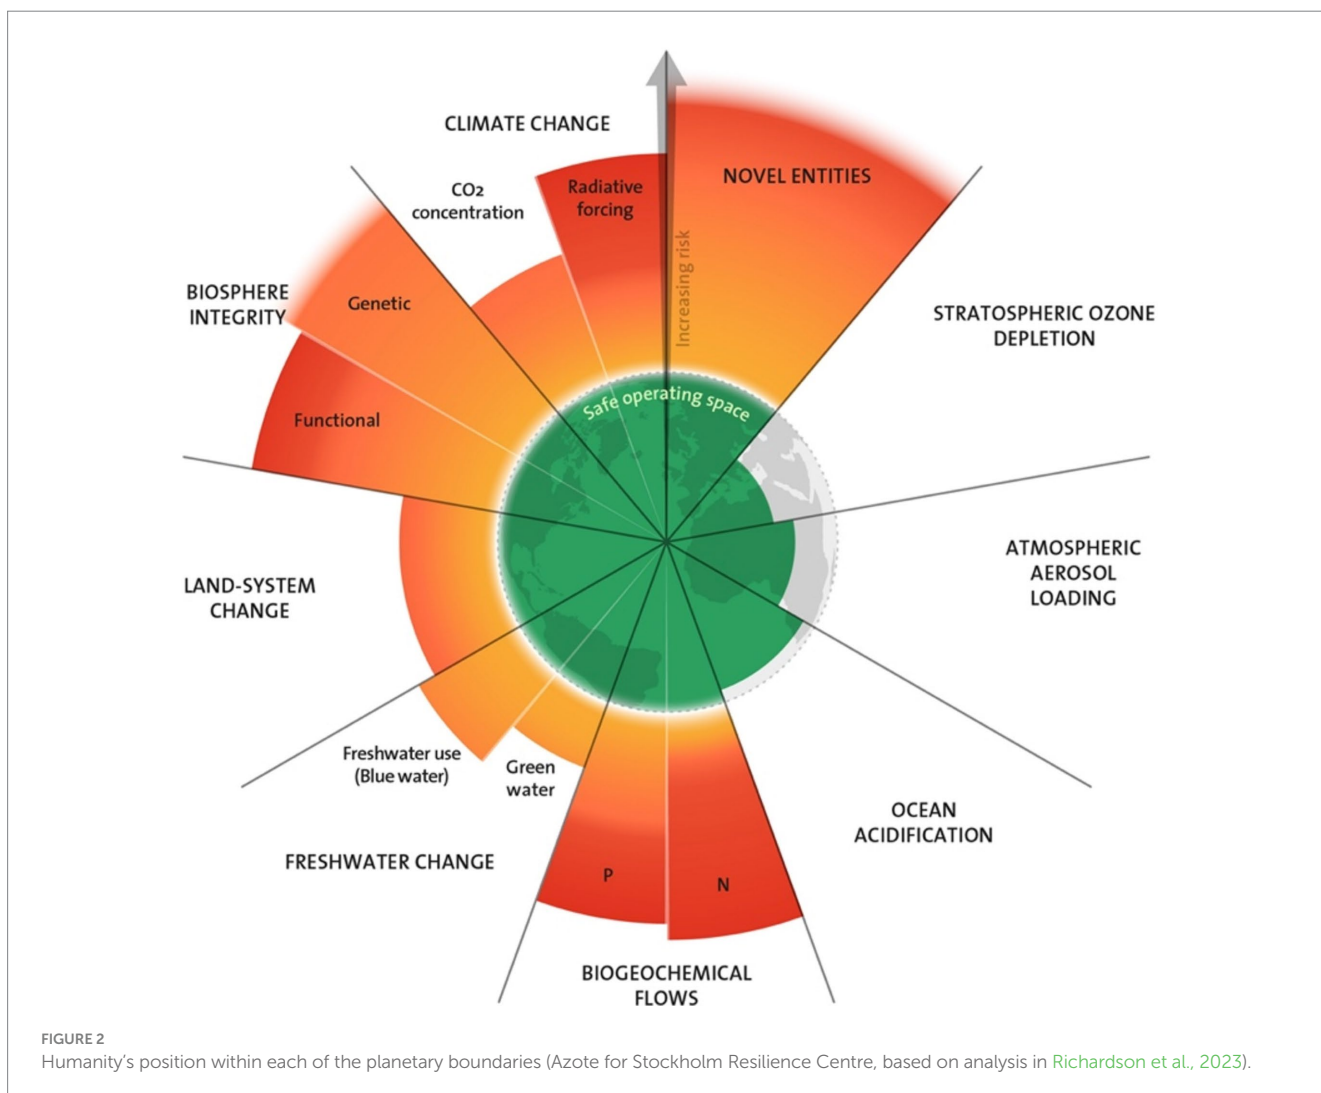 CLIMATE CHANGE
CO2
concentration
Radiative
forcing
NOVEL ENTITIES
Increasing risk
BIOSPHERE
INTEGRITY
Genetic
Functional
STRATOSPHERIC OZONE
DEPLETION
Safe operating space
ATMOSPHERIC
AEROSOL
LOADING
LAND-SYSTEM
CHANGE
Freshwater use
(Blue water)
Green
water
FRESHWATER CHANGE
P
N
OCEAN
ACIDIFICATION
BIOGEOCHEMICAL
FLOWS
FIGURE 2
Humanity's position within each of the planetary boundaries (Azote for Stockholm Resilience Centre, based on analysis in Richardson et al., 2023).